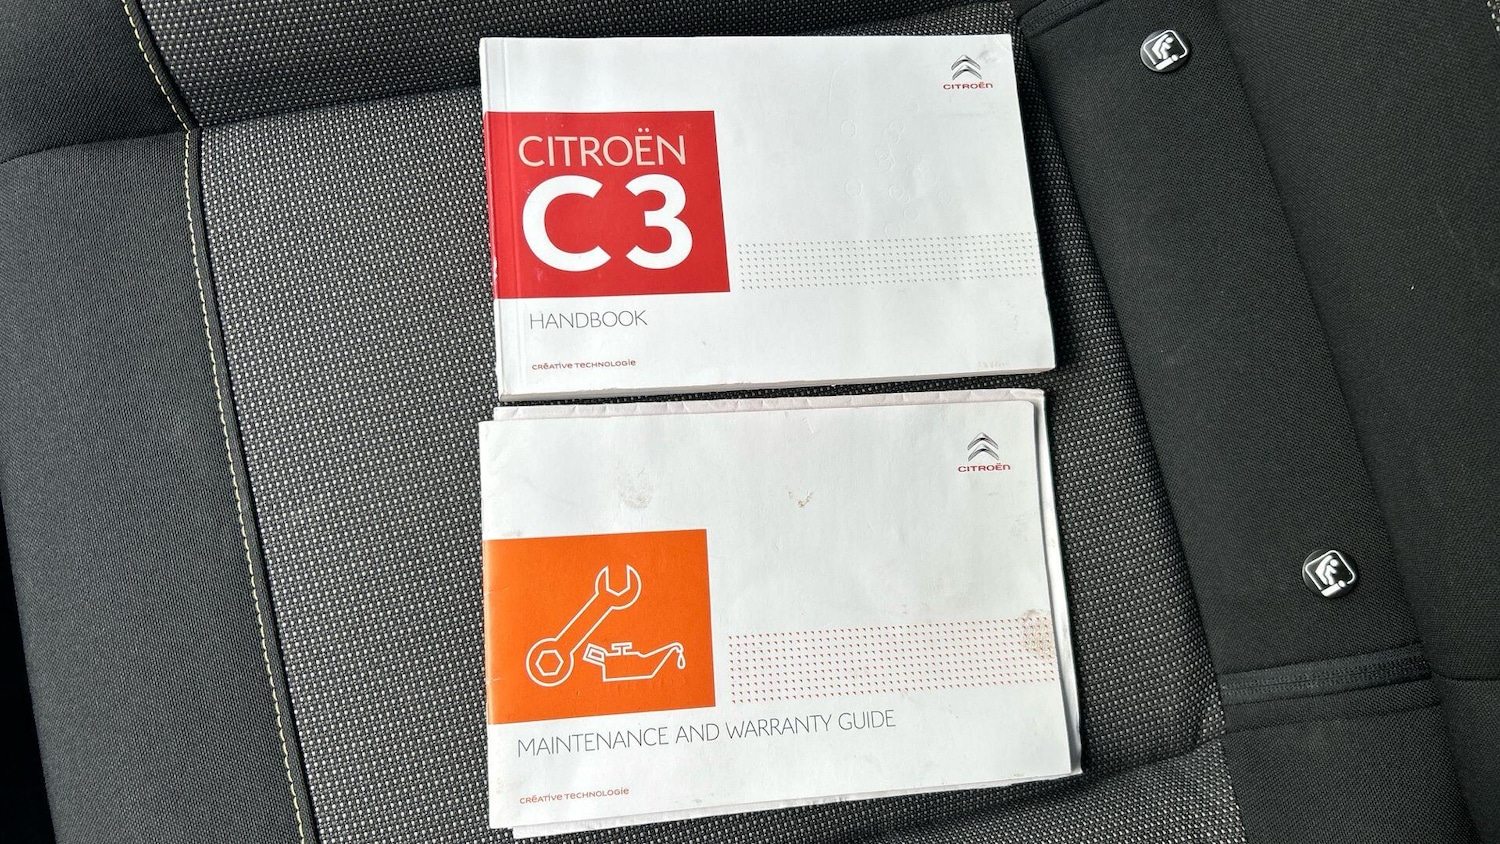 CITROËN
CITROËN
C3
HANDBOOK
CRÉATIVE TECHNOLOGIE
CITROËN
MAINTENANCE AND WARRANTY GUIDE
CRÉATIVE TECHNOLOGIE